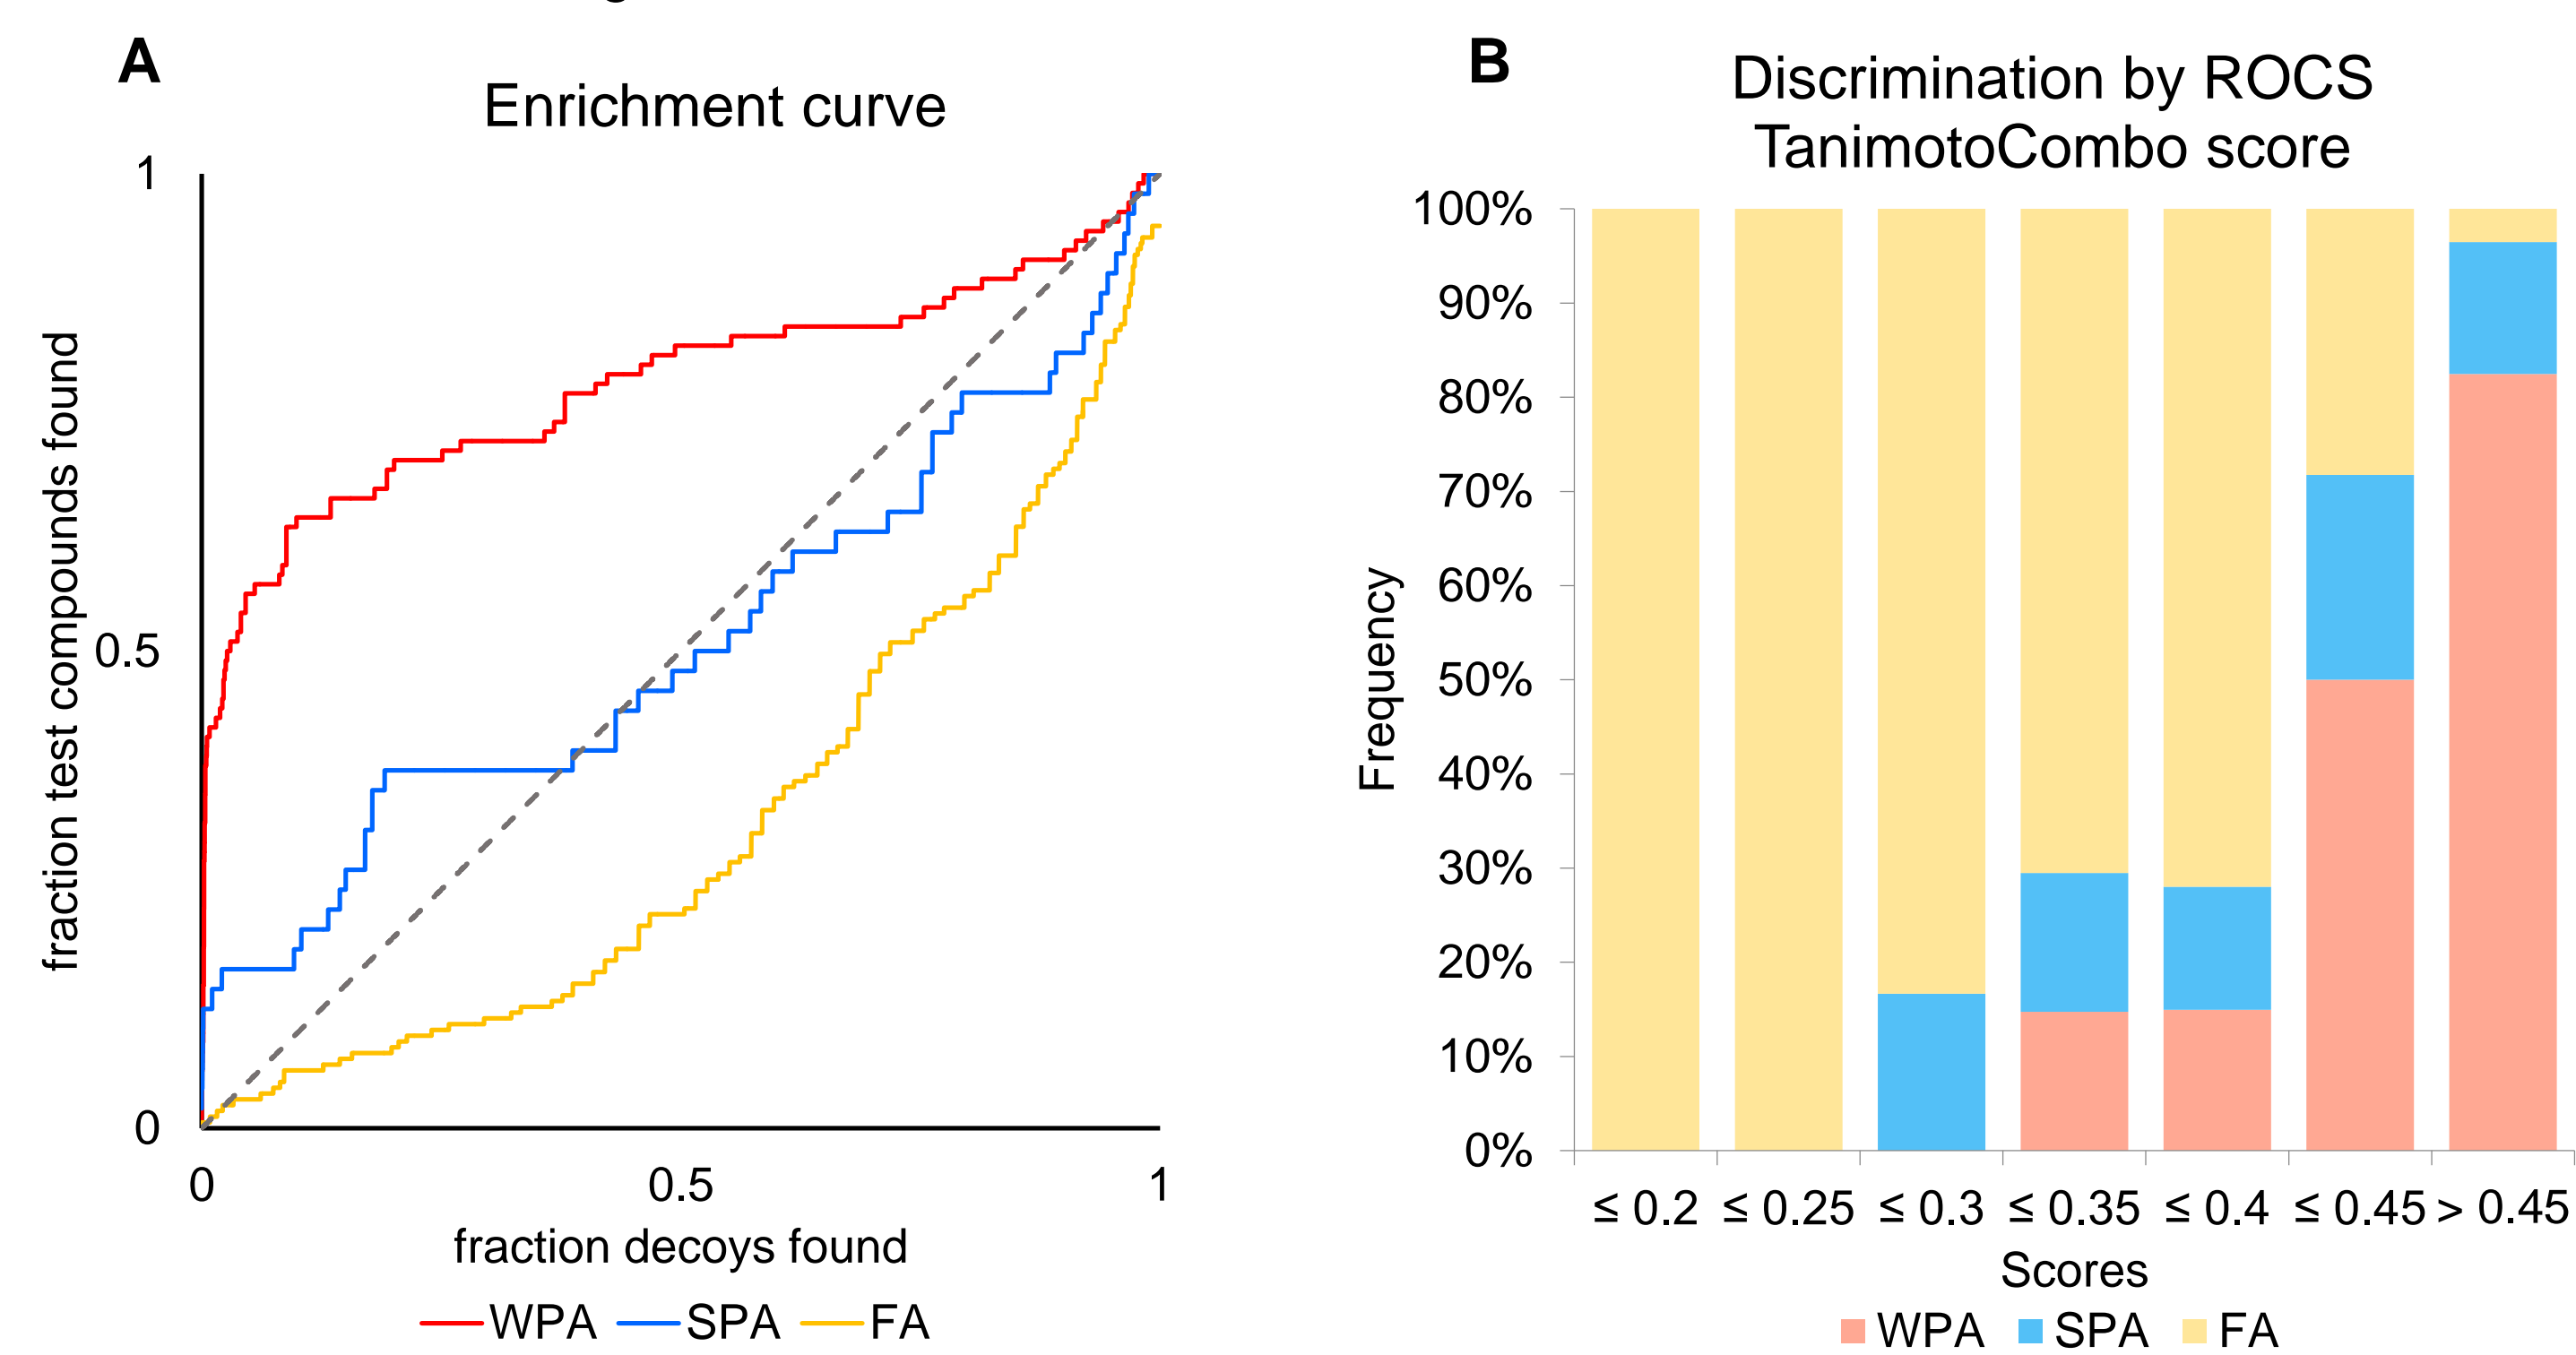 A
Enrichment curve
1
0.5
0
fraction test compounds found
0 0.5 1
fraction decoys found
WPA SPA FA
B
Discrimination by ROCS
TanimotoCombo score
100%
90%
80%
70%
60%
50%
40%
30%
20%
10%
0%
Frequency
≤ 0.2 ≤ 0.25 ≤ 0.3 ≤ 0.35 ≤ 0.4 ≤ 0.45 > 0.45
Scores
WPA SPA FA